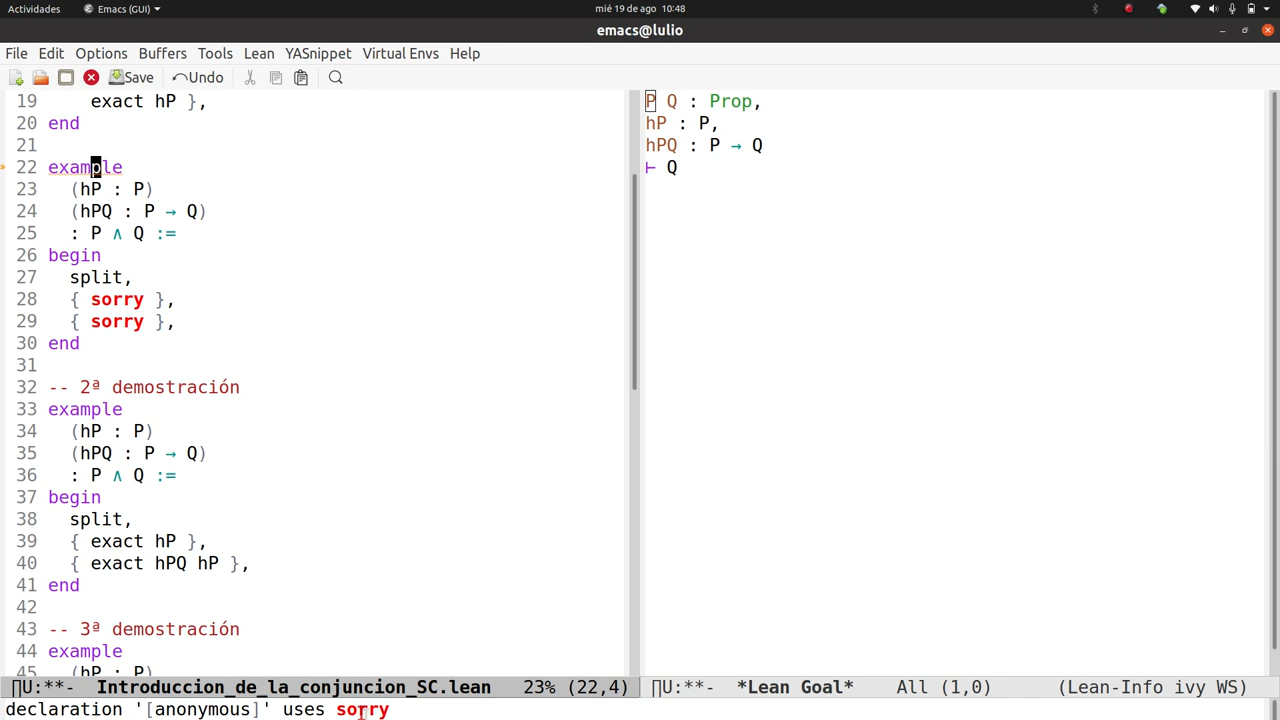 Actividades Emacs (GUI) mié 19 de ago 10:48
emacs@lulio
File Edit Options Buffers Tools Lean YASnippet Virtual Envs Help
Save Undo
19 exact hP },
20 end
21
22 example
23 (hP : P)
24 (hPQ : P → Q)
25 : P ∧ Q :=
26 begin
27 split,
28 { sorry },
29 { sorry },
30 end
31
32 -- 2ª demostración
33 example
34 (hP : P)
35 (hPQ : P → Q)
36 : P ∧ Q :=
37 begin
38 split,
39 { exact hP },
40 { exact hPQ hP },
41 end
42
43 -- 3ª demostración
44 example
45 (hP : P)
∏U:**- Introduccion_de_la_conjuncion_SC.lean 23% (22,4)
P Q : Prop,
hP : P,
hPQ : P → Q
⊢ Q
∏U:**- *Lean Goal* All (1,0) (Lean-Info ivy WS)
declaration '[anonymous]' uses sorry